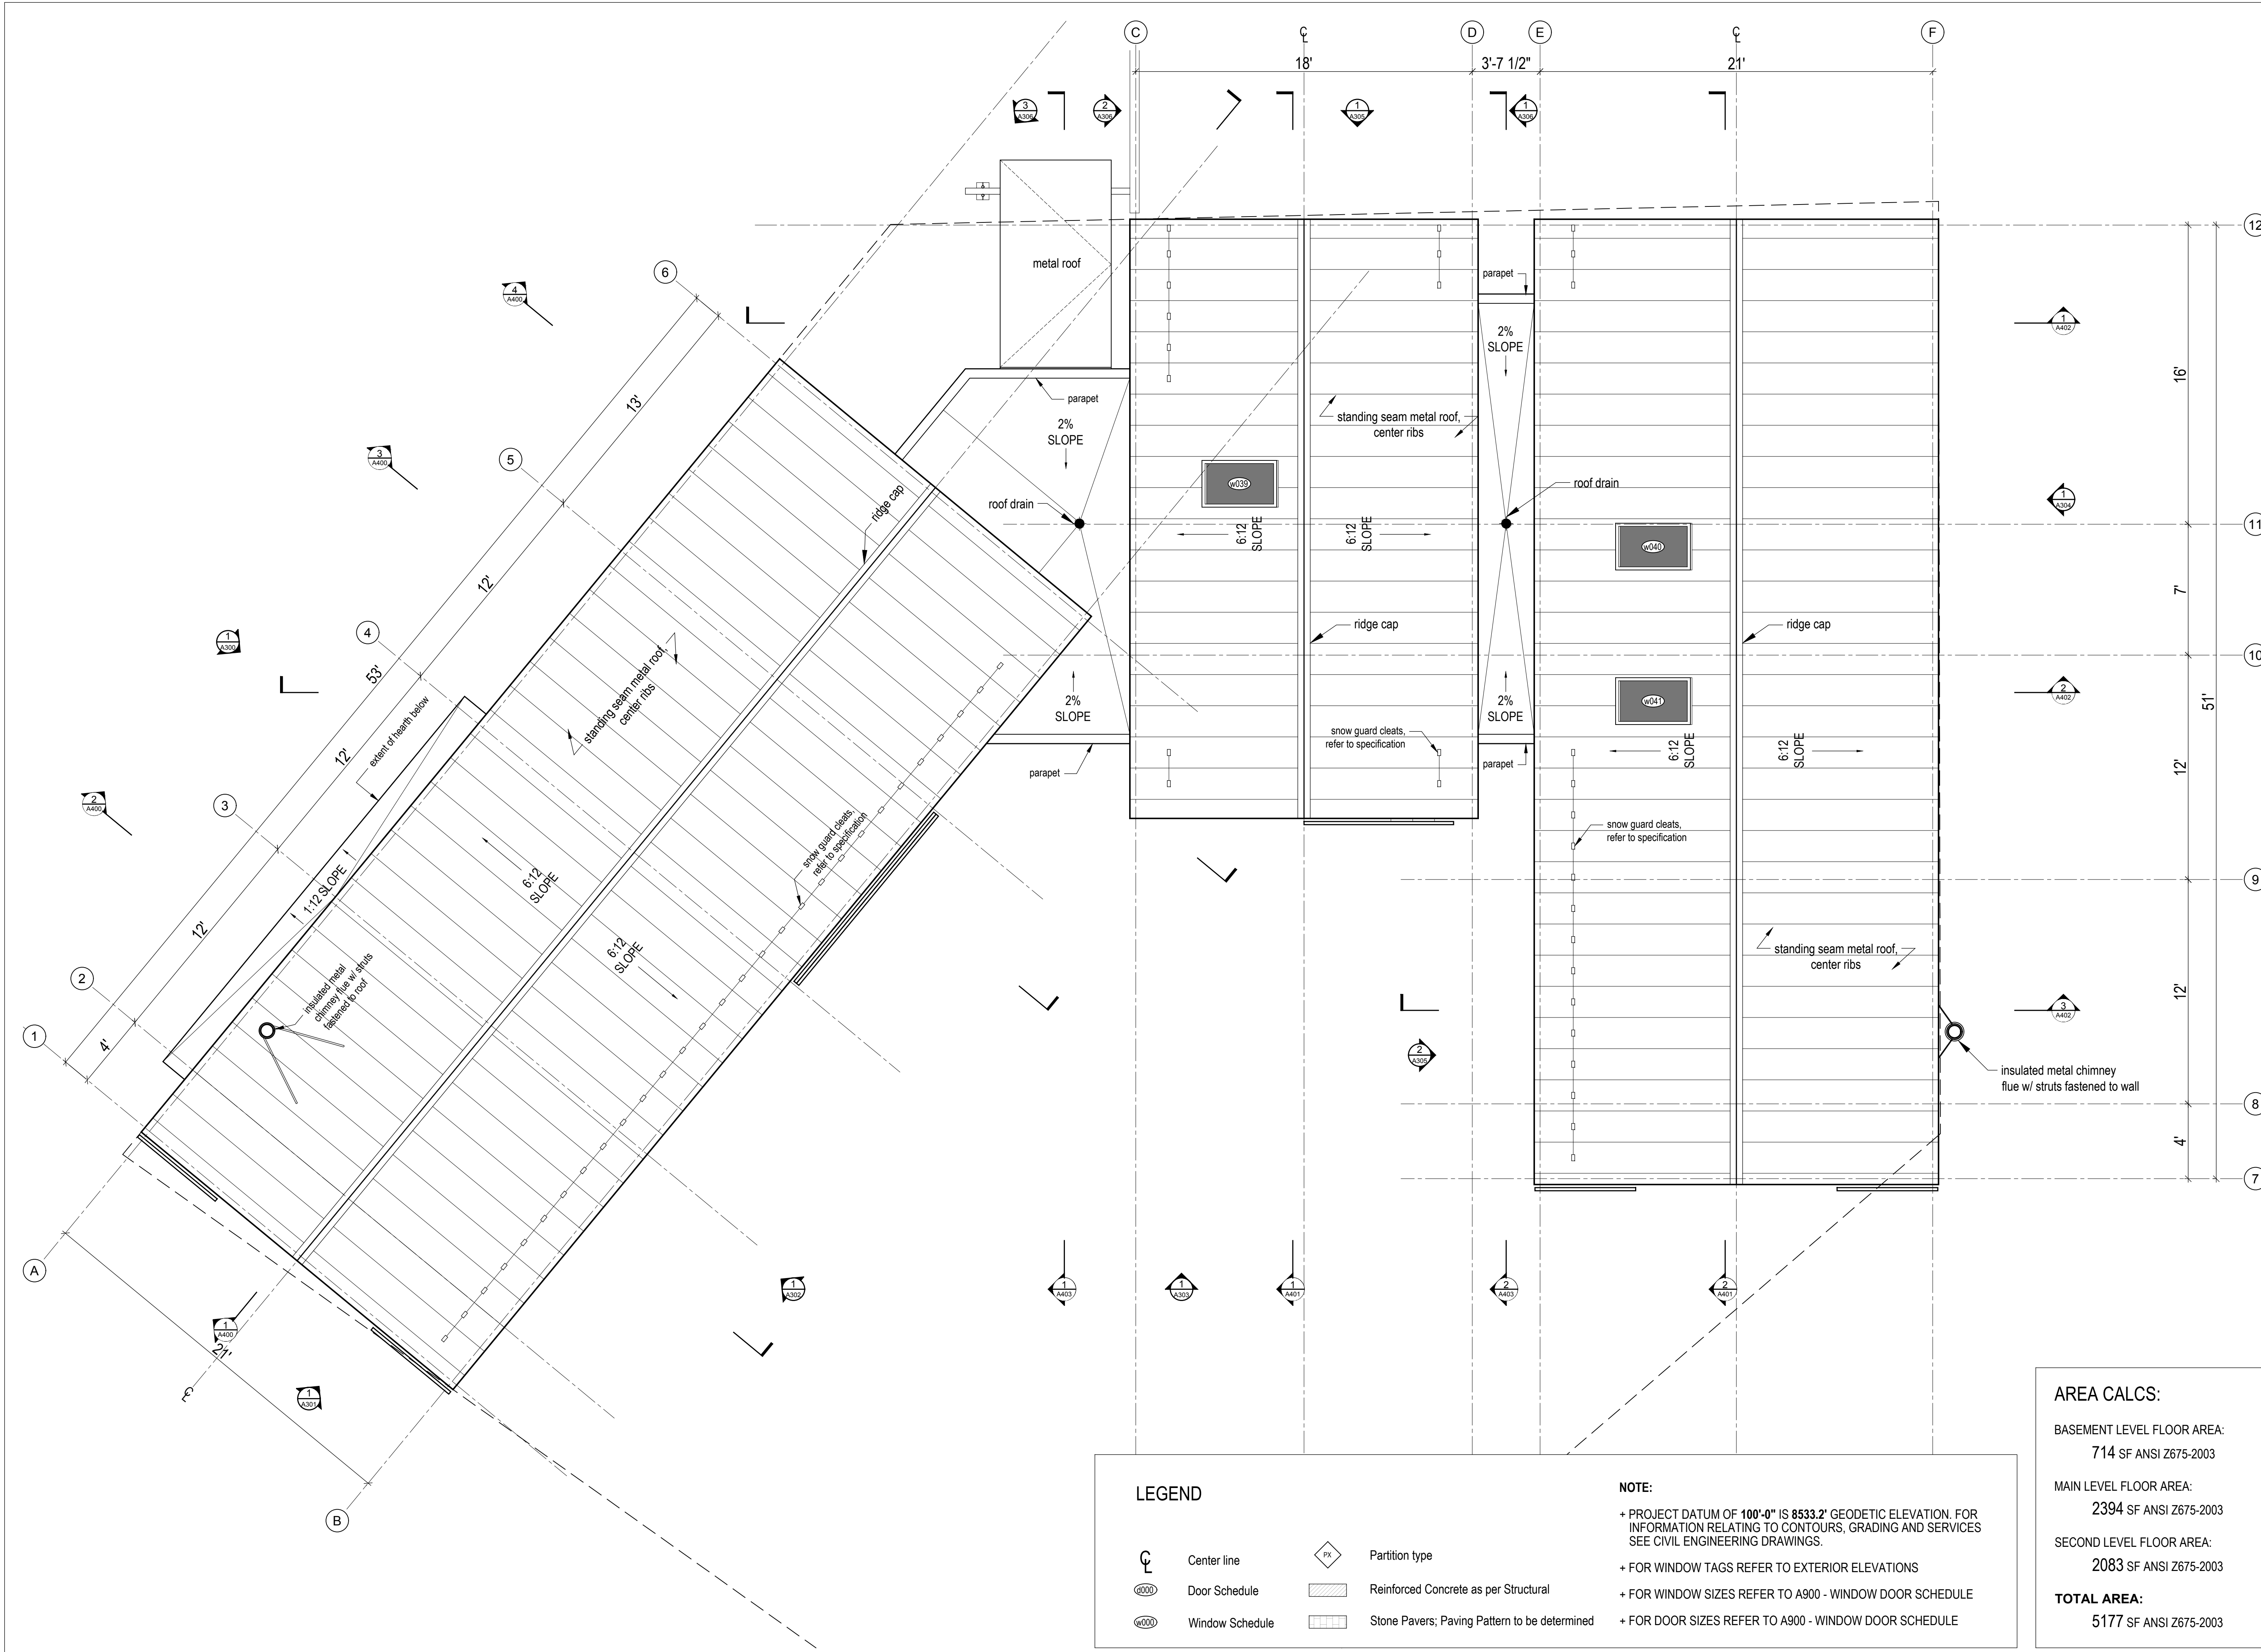 C
℄
D
E
℄
F
18'
3'-7 1/2"
21'
3
A306
2
A306
1
A305
1
A306
12
metal roof
6
4
A400
parapet
2%
SLOPE
1
A402
13'
16'
parapet
2%
SLOPE
standing seam metal roof,
center ribs
5
3
A400
ridge cap
roof drain
w039
6:12
SLOPE
6:12
SLOPE
roof drain
w040
1
A304
11
12'
7'
4
1
A300
53'
standing seam metal roof,
center ribs
ridge cap
ridge cap
10
extent of hearth below
2%
SLOPE
2%
SLOPE
w041
2
A402
51'
12'
parapet
snow guard cleats,
refer to specification
parapet
6:12
SLOPE
6:12
SLOPE
12'
2
A400
3
1:12 SLOPE
6:12
SLOPE
snow guard cleats,
refer to specification
snow guard cleats,
refer to specification
9
12'
6:12
SLOPE
standing seam metal roof,
center ribs
2
insulated metal
chimney flue w/ struts
fastened to roof
12'
3
A402
1
4'
2
A305
insulated metal chimney
flue w/ struts fastened to wall
8
4'
7
A
1
A302
1
A403
1
A303
1
A401
2
A403
2
A401
1
A400
21'
℄
1
A301
B
LEGEND
℄
Center line
d000
Door Schedule
w000
Window Schedule
PX
Partition type
Reinforced Concrete as per Structural
Stone Pavers; Paving Pattern to be determined
NOTE:
+ PROJECT DATUM OF 100'-0" IS 8533.2' GEODETIC ELEVATION. FOR
INFORMATION RELATING TO CONTOURS, GRADING AND SERVICES
SEE CIVIL ENGINEERING DRAWINGS.
+ FOR WINDOW TAGS REFER TO EXTERIOR ELEVATIONS
+ FOR WINDOW SIZES REFER TO A900 - WINDOW DOOR SCHEDULE
+ FOR DOOR SIZES REFER TO A900 - WINDOW DOOR SCHEDULE
AREA CALCS:
BASEMENT LEVEL FLOOR AREA:
714 SF ANSI Z675-2003
MAIN LEVEL FLOOR AREA:
2394 SF ANSI Z675-2003
SECOND LEVEL FLOOR AREA:
2083 SF ANSI Z675-2003
TOTAL AREA:
5177 SF ANSI Z675-2003